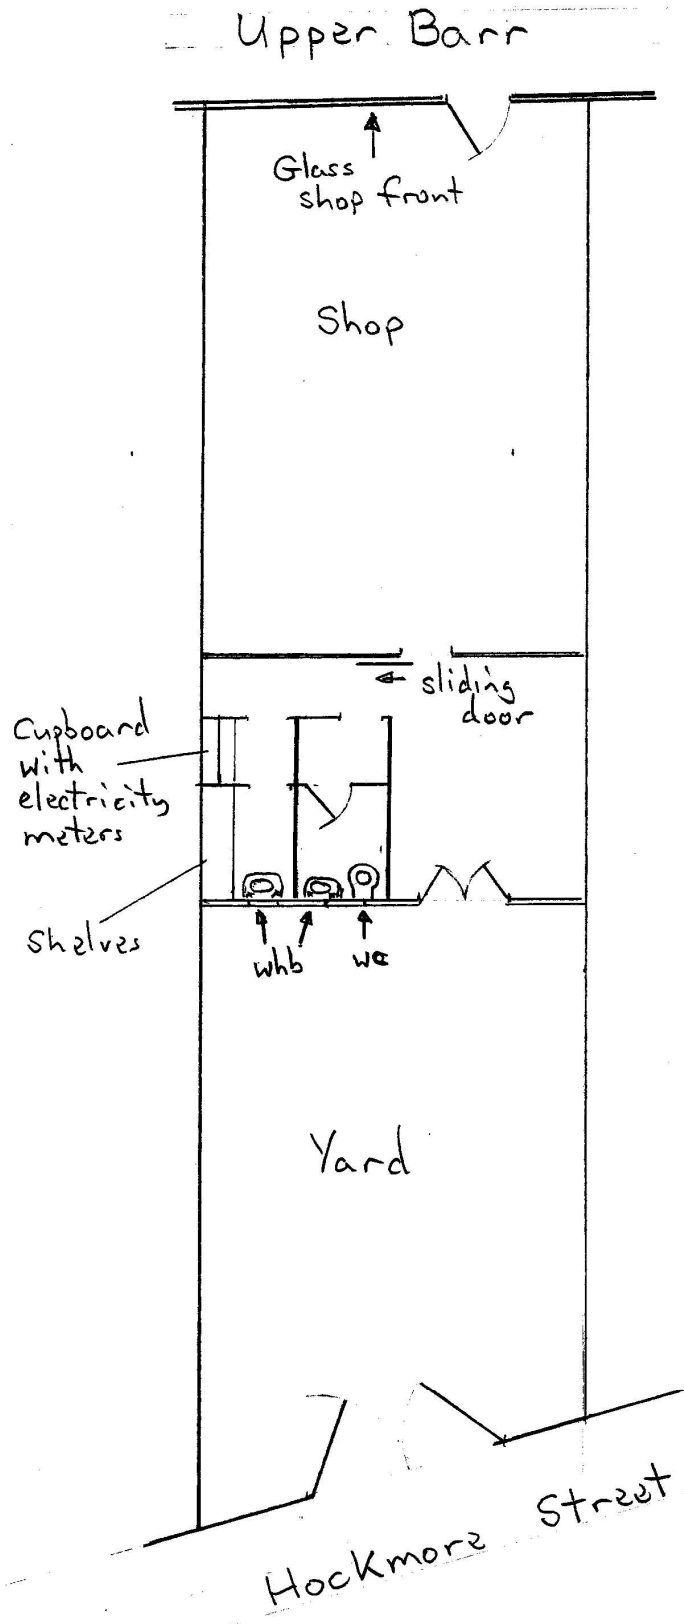 Upper Barr
Glass
shop front
Shop
sliding
door
Cupboard
with
electricity
meters
Shelves
whb
wc
Yard
Hockmore Street